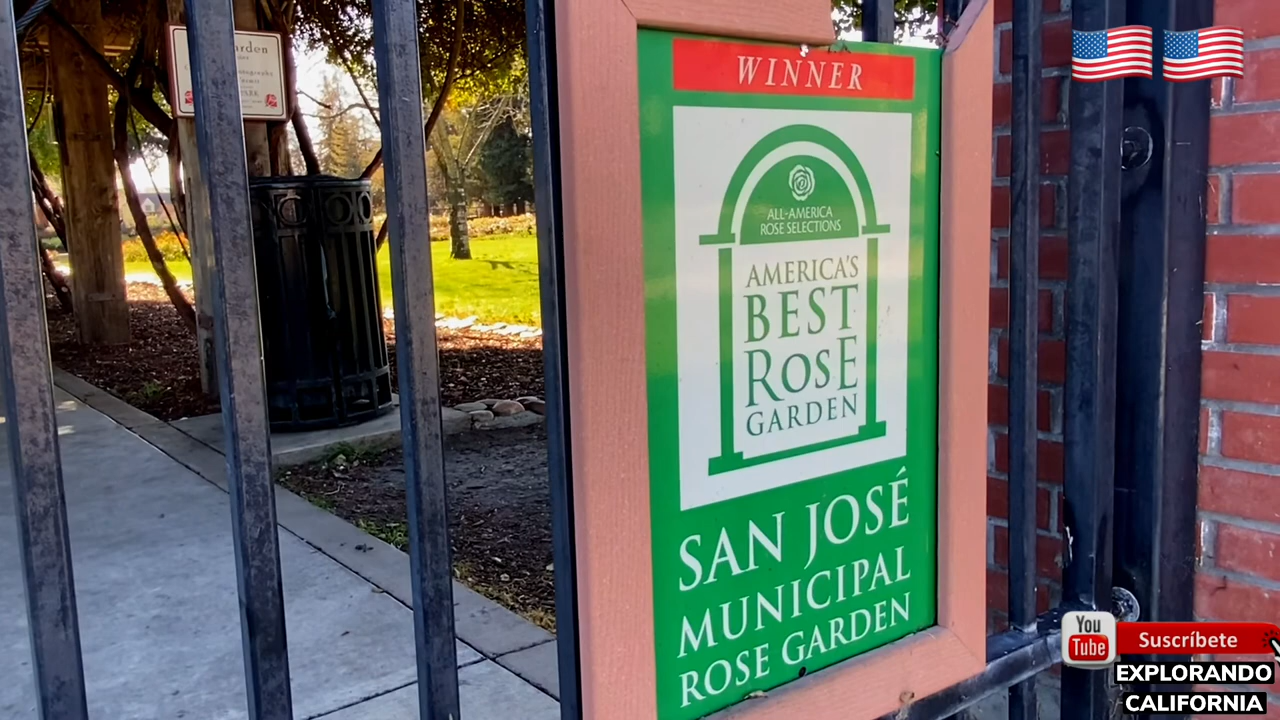 WINNER
ALL-AMERICA
ROSE SELECTIONS
AMERICA'S
BEST
ROSE
GARDEN
SAN JOSÉ
MUNICIPAL
ROSE GARDEN
You
Tube
Suscríbete
EXPLORANDO
CALIFORNIA